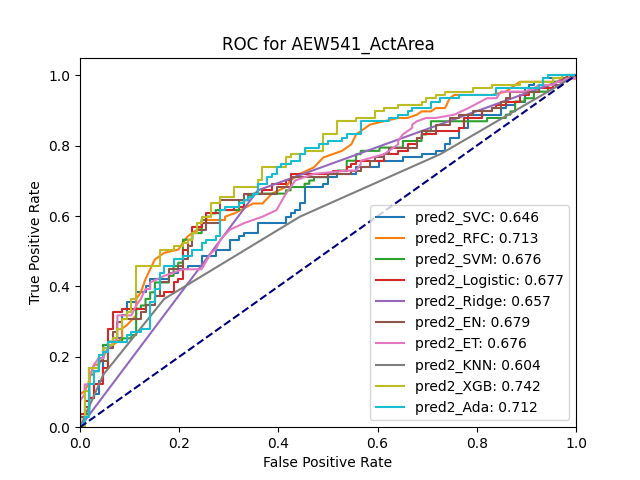 ROC for AEW541_ActArea
True Positive Rate
1.0
0.8
0.6
0.4
0.2
0.0
pred2_SVC: 0.646
pred2_RFC: 0.713
pred2_SVM: 0.676
pred2_Logistic: 0.677
pred2_Ridge: 0.657
pred2_EN: 0.679
pred2_ET: 0.676
pred2_KNN: 0.604
pred2_XGB: 0.742
pred2_Ada: 0.712
0.0 0.2 0.4 0.6 0.8 1.0
False Positive Rate